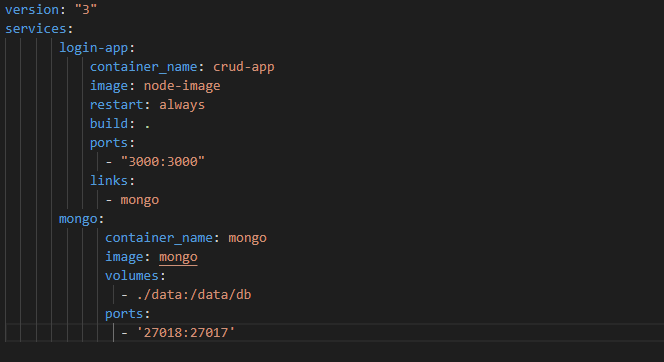 version: "3"
services:
login-app:
container_name: crud-app
image: node-image
restart: always
build: .
ports:
- "3000:3000"
links:
- mongo
mongo:
container_name: mongo
image: mongo
volumes:
- ./data:/data/db
ports:
- '27018:27017'